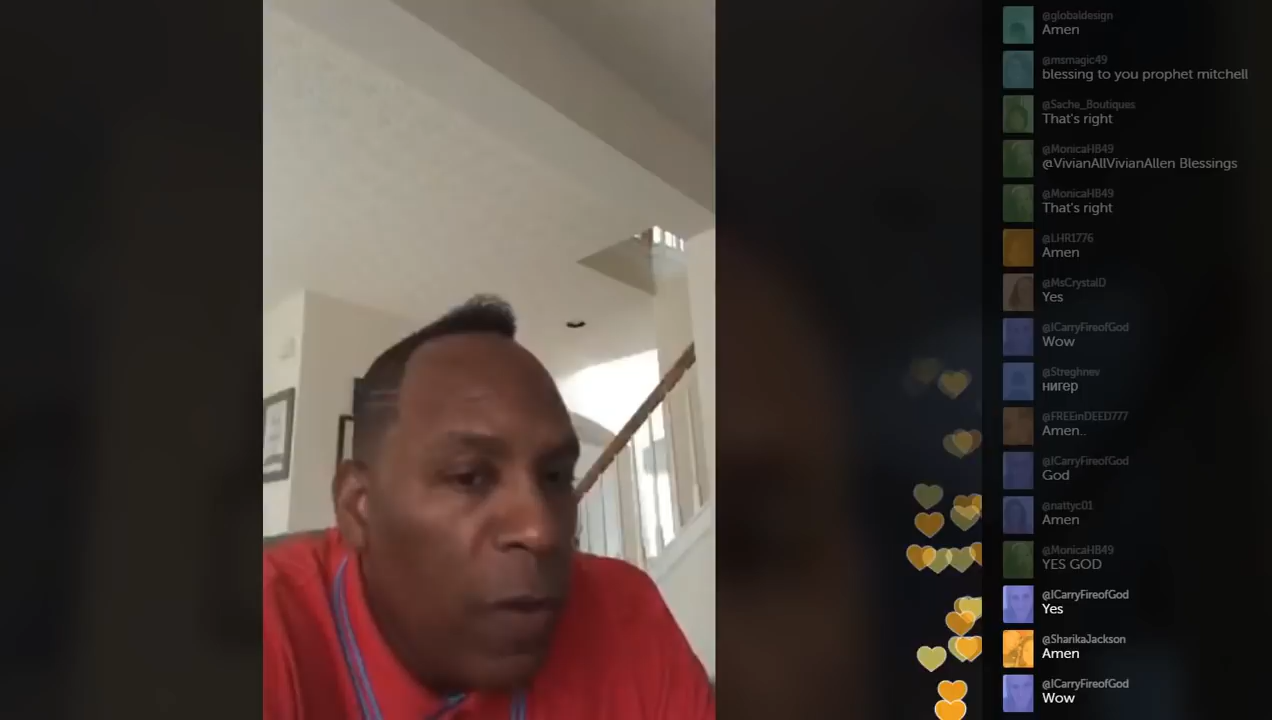 @globaldesign
Amen
@msmagic49
blessing to you prophet mitchell
@Sache_Boutiques
That's right
@MonicaHB49
@VivianAllVivianAllen Blessings
@MonicaHB49
That's right
@LHR1776
Amen
@MsCrystalD
Yes
@ICarryFireofGod
Wow
@Streghnev
нигер
@FREEinDEED777
Amen..
@ICarryFireofGod
God
@nattyc01
Amen
@MonicaHB49
YES GOD
@ICarryFireofGod
Yes
@SharikaJackson
Amen
@ICarryFireofGod
Wow